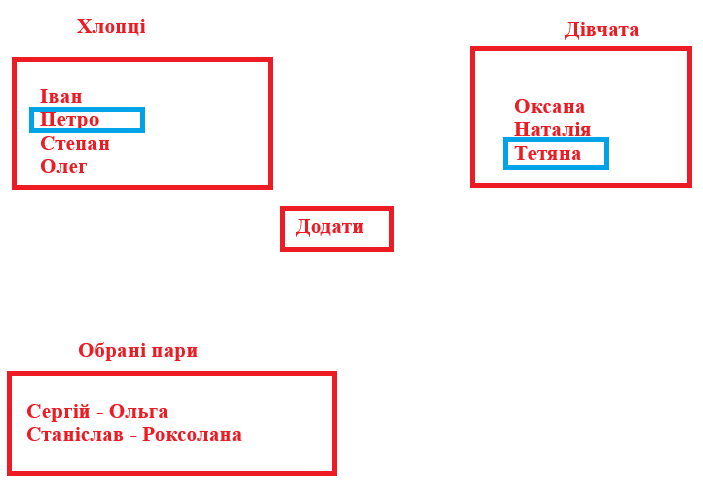 Хлопці
Дівчата
Іван
Петро
Степан
Олег
Оксана
Наталія
Тетяна
Додати
Обрані пари
Сергій - Ольга
Станіслав - Роксолана